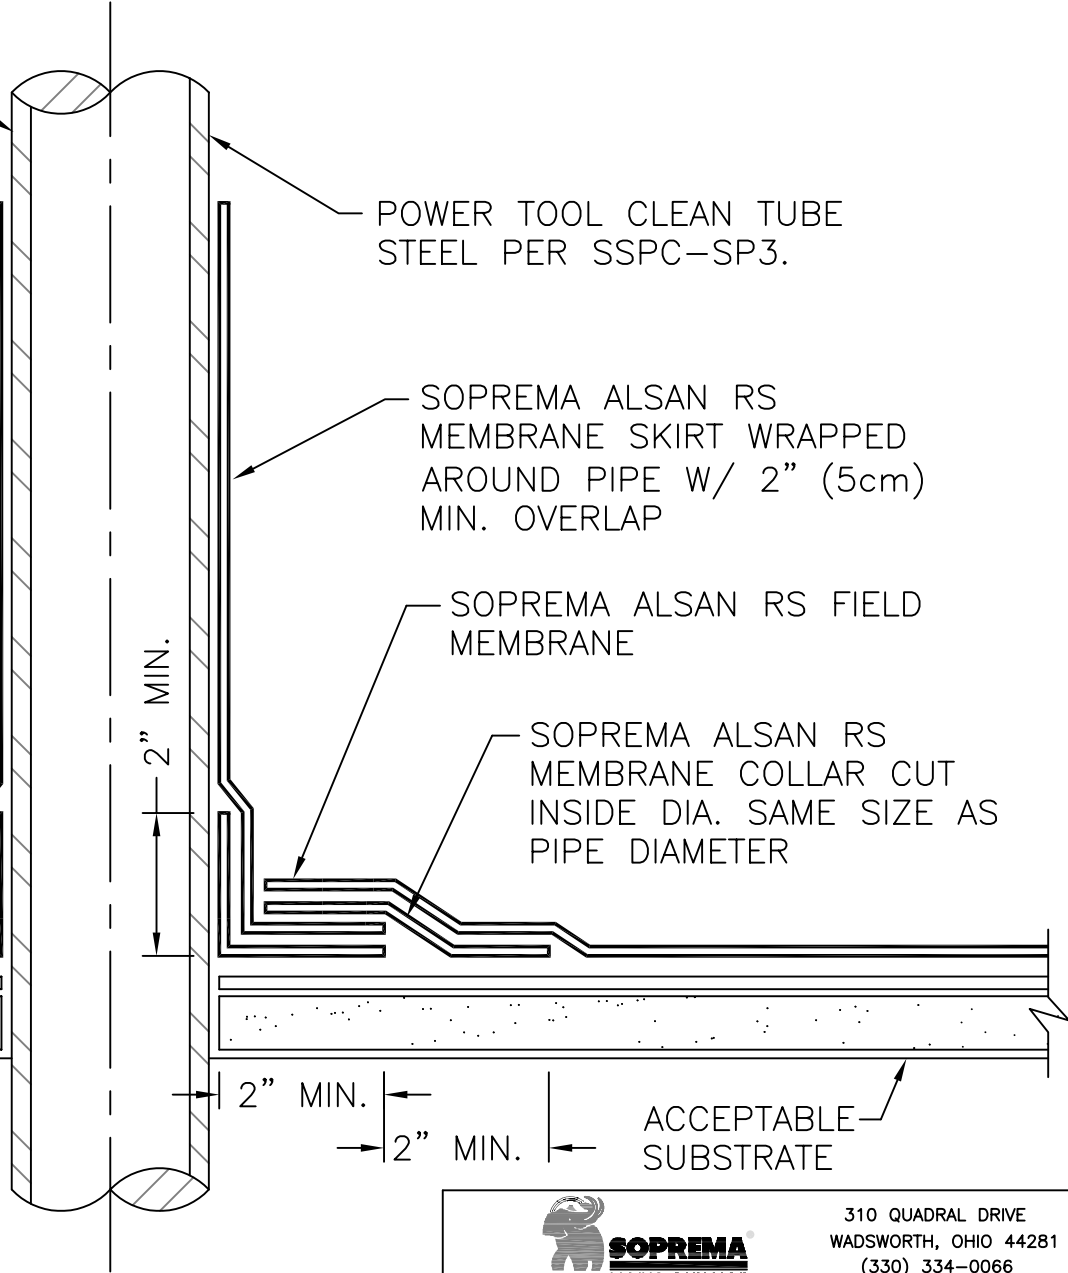 POWER TOOL CLEAN TUBE
STEEL PER SSPC-SP3.
SOPREMA ALSAN RS
MEMBRANE SKIRT WRAPPED
AROUND PIPE W/ 2" (5cm)
MIN. OVERLAP
SOPREMA ALSAN RS FIELD
MEMBRANE
2" MIN.
SOPREMA ALSAN RS
MEMBRANE COLLAR CUT
INSIDE DIA. SAME SIZE AS
PIPE DIAMETER
2" MIN.
2" MIN.
ACCEPTABLE
SUBSTRATE
SOPREMA®
310 QUADRAL DRIVE
WADSWORTH, OHIO 44281
(330) 334-0066